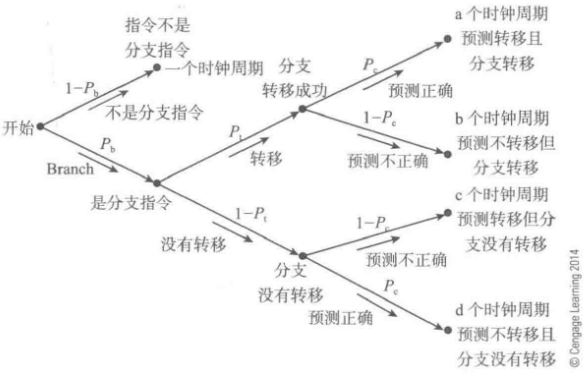 指令不是
分支指令
一个时钟周期
1−P_b
不是分支指令
开始
P_b
Branch
是分支指令
分支
转移成功
P_t
转移
1−P_t
没有转移
分支
没有转移
a 个时钟周期
预测转移且
分支转移
P_c
预测正确
1−P_c
预测不正确
b 个时钟周期
预测不转移但
分支转移
c 个时钟周期
预测转移但分
支没有转移
1−P_c
预测不正确
P_c
预测正确
d 个时钟周期
预测不转移且
分支没有转移
© Cengage Learning 2014